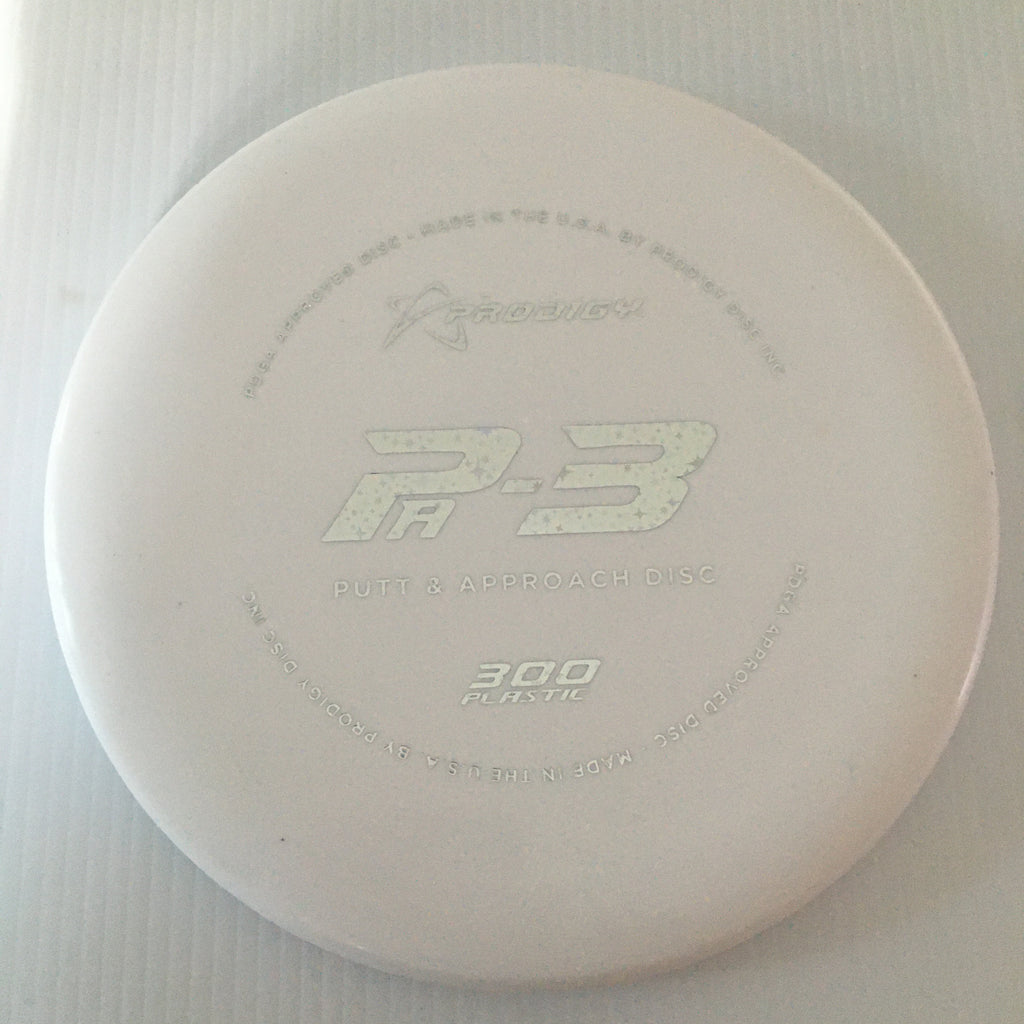 PDGA APPROVED DISC - MADE IN THE U.S.A. BY PRODIGY DISC INC
PRODIGY
PA-3
PUTT & APPROACH DISC
300
PLASTIC
PDGA APPROVED DISC - MADE IN THE U.S.A. BY PRODIGY DISC INC